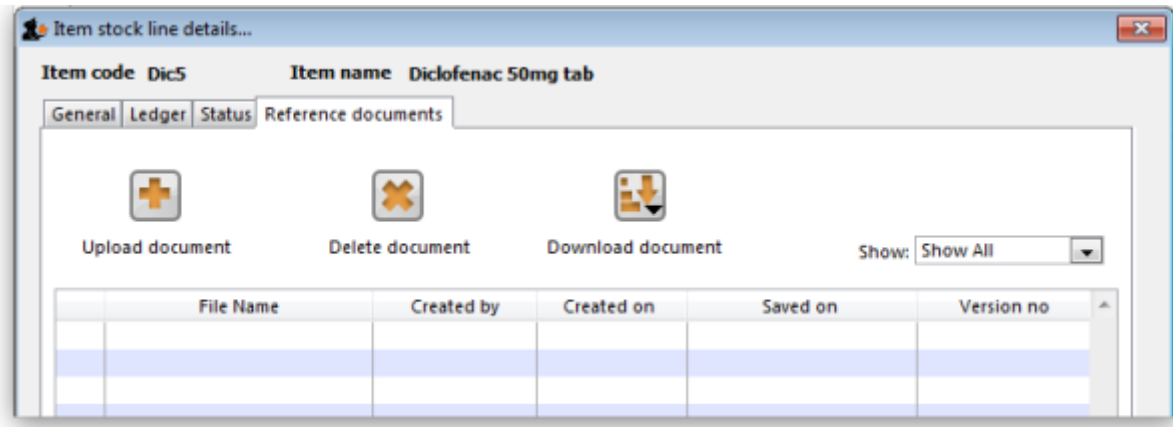 Item stock line details...
Item code Dic5 Item name Diclofenac 50mg tab
General Ledger Status Reference documents
Upload document Delete document Download document Show: Show All
File Name Created by Created on Saved on Version no